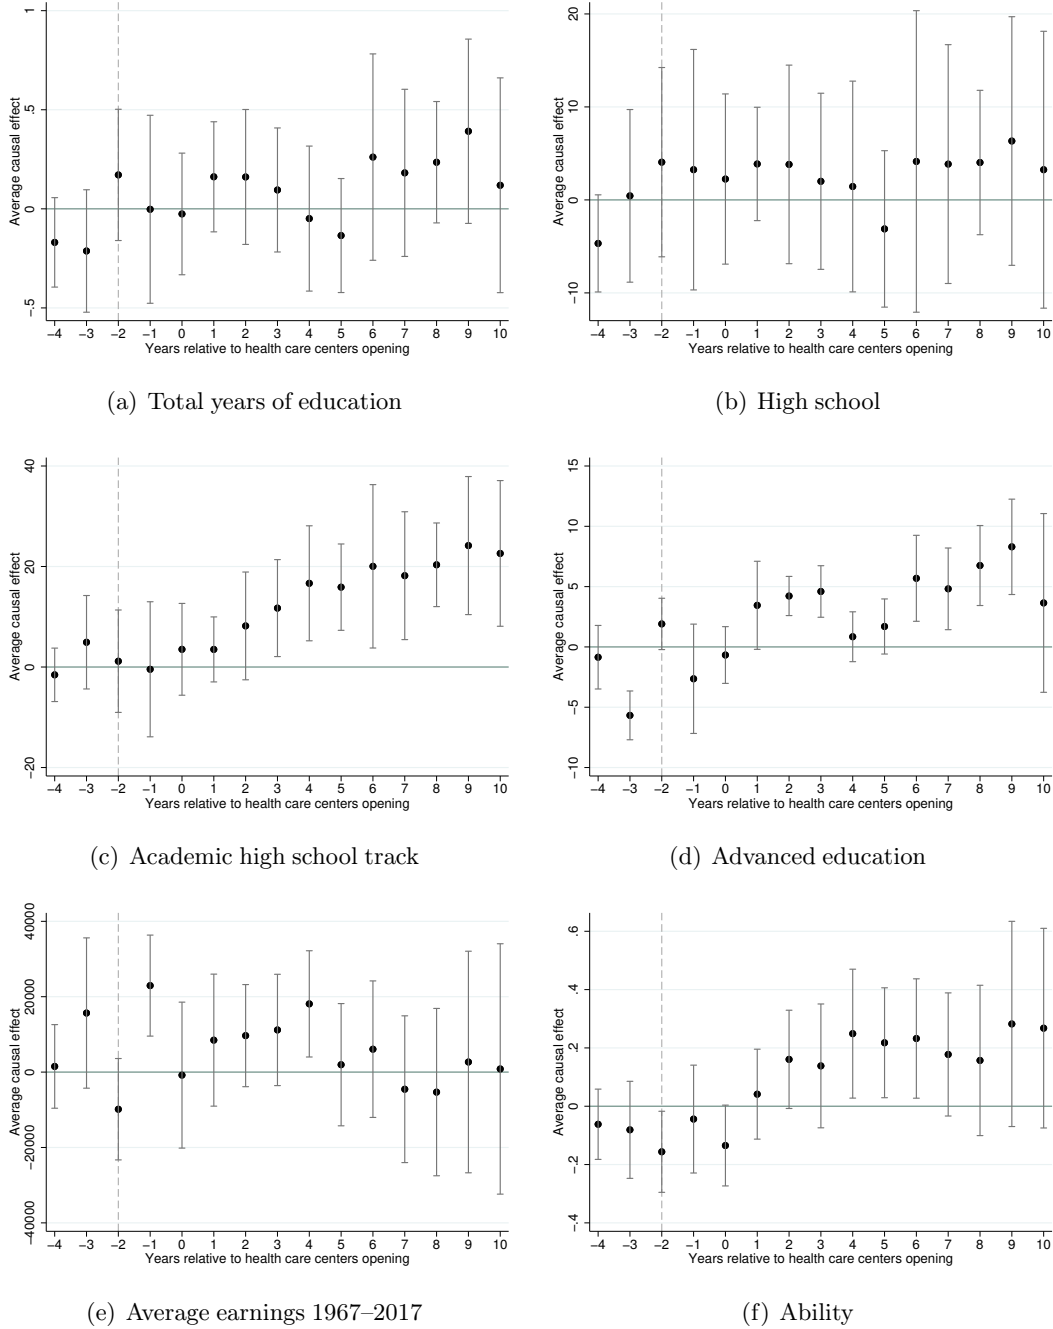 Average causal effect
1
.5
0
−.5
−4 −3 −2 −1 0 1 2 3 4 5 6 7 8 9 10
Years relative to health care centers opening
(a) Total years of education
Average causal effect
20
10
0
−10
−4 −3 −2 −1 0 1 2 3 4 5 6 7 8 9 10
Years relative to health care centers opening
(b) High school
Average causal effect
40
20
0
−20
−4 −3 −2 −1 0 1 2 3 4 5 6 7 8 9 10
Years relative to health care centers opening
(c) Academic high school track
Average causal effect
15
10
5
0
−5
−10
−4 −3 −2 −1 0 1 2 3 4 5 6 7 8 9 10
Years relative to health care centers opening
(d) Advanced education
Average causal effect
40000
20000
0
−20000
−40000
−4 −3 −2 −1 0 1 2 3 4 5 6 7 8 9 10
Years relative to health care centers opening
(e) Average earnings 1967–2017
Average causal effect
.6
.4
.2
0
−.2
−.4
−4 −3 −2 −1 0 1 2 3 4 5 6 7 8 9 10
Years relative to health care centers opening
(f) Ability